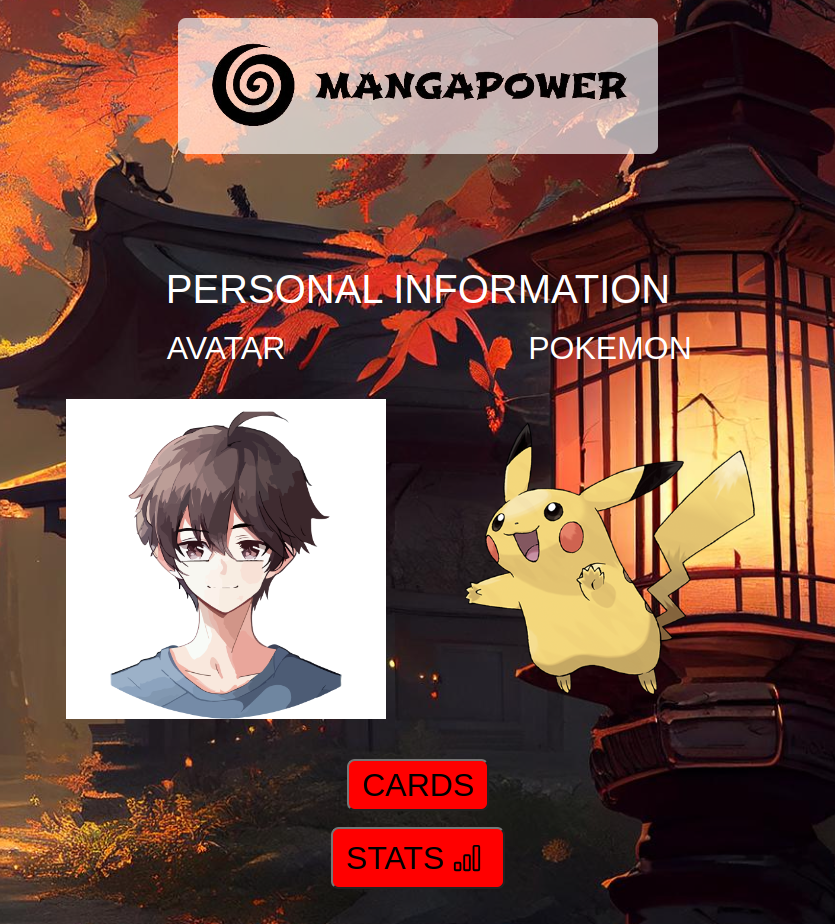 MANGAPOWER
PERSONAL INFORMATION
AVATAR
POKEMON
CARDS
STATS